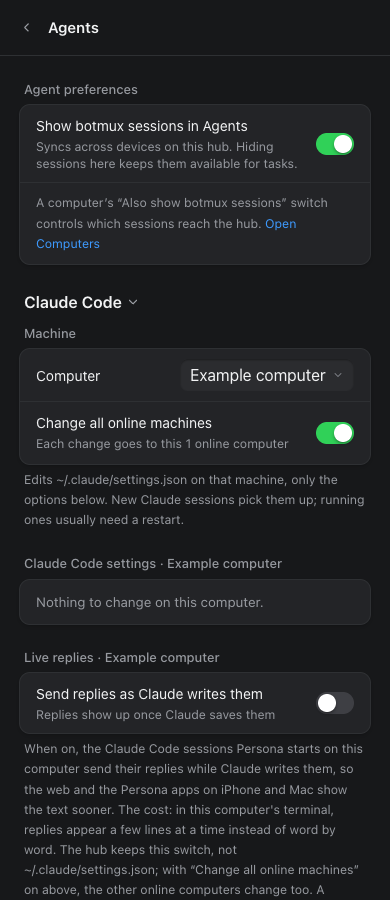 Agents
Agent preferences
Show botmux sessions in Agents
Syncs across devices on this hub. Hiding
sessions here keeps them available for tasks.
A computer’s “Also show botmux sessions” switch
controls which sessions reach the hub. Open
Computers
Claude Code
Machine
Computer
Example computer
Change all online machines
Each change goes to this 1 online computer
Edits ~/.claude/settings.json on that machine, only the
options below. New Claude sessions pick them up; running
ones usually need a restart.
Claude Code settings · Example computer
Nothing to change on this computer.
Live replies · Example computer
Send replies as Claude writes them
Replies show up once Claude saves them
When on, the Claude Code sessions Persona starts on this
computer send their replies while Claude writes them, so
the web and the Persona apps on iPhone and Mac show
the text sooner. The cost: in this computer's terminal,
replies appear a few lines at a time instead of word by
word. The hub keeps this switch, not
~/.claude/settings.json; with “Change all online machines”
on above, the other online computers change too. A